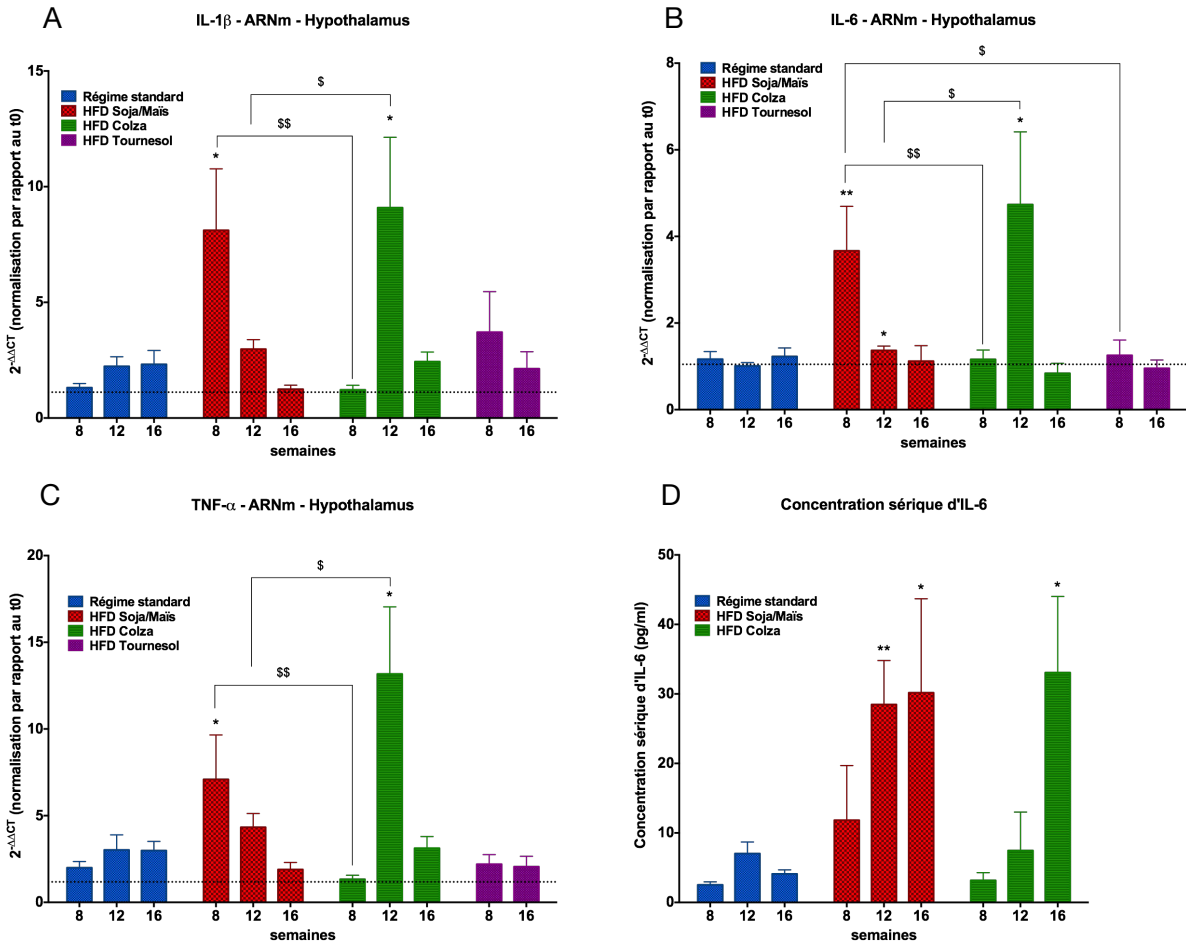 A
IL-1β - ARNm - Hypothalamus
2-ΔΔCT (normalisation par rapport au t0)
15
10
5
0
Régime standard
HFD Soja/Maïs
HFD Colza
HFD Tournesol
$
$$
*
*
8 12 16 8 12 16 8 12 16 8 16
semaines
B
IL-6 - ARNm - Hypothalamus
2-ΔΔCT (normalisation par rapport au t0)
8
6
4
2
0
Régime standard
HFD Soja/Maïs
HFD Colza
HFD Tournesol
$
$
$$
**
*
*
8 12 16 8 12 16 8 12 16 8 16
semaines
C
TNF-α - ARNm - Hypothalamus
2-ΔΔCT (normalisation par rapport au t0)
20
15
10
5
0
Régime standard
HFD Soja/Maïs
HFD Colza
HFD Tournesol
$
$$
*
*
8 12 16 8 12 16 8 12 16 8 16
semaines
D
Concentration sérique d'IL-6
Concentration sérique d'IL-6 (pg/ml)
50
40
30
20
10
0
Régime standard
HFD Soja/Maïs
HFD Colza
**
*
*
8 12 16 8 12 16 8 12 16
semaines